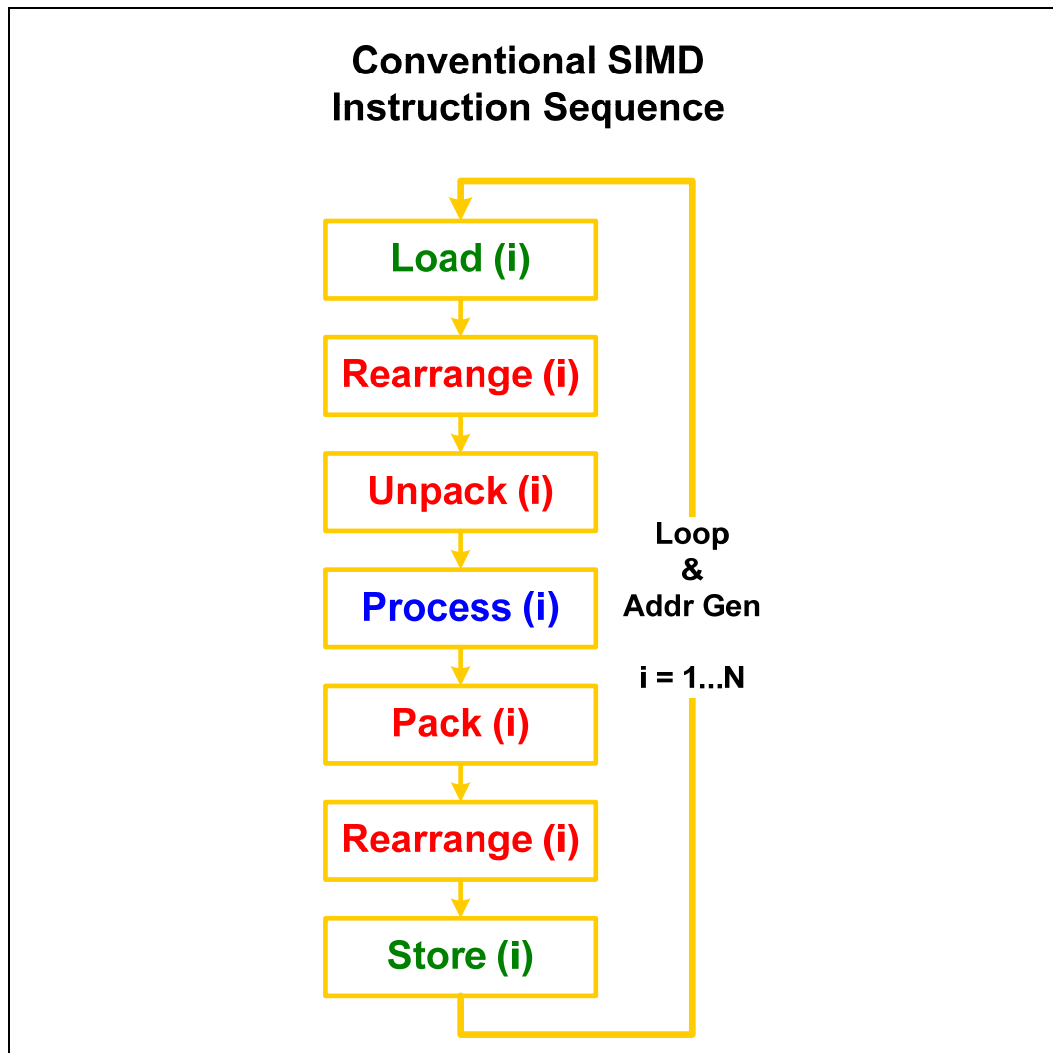 Conventional SIMD
Instruction Sequence
Load (i)
Rearrange (i)
Unpack (i)
Process (i)
Pack (i)
Rearrange (i)
Store (i)
Loop
&
Addr Gen
i = 1...N